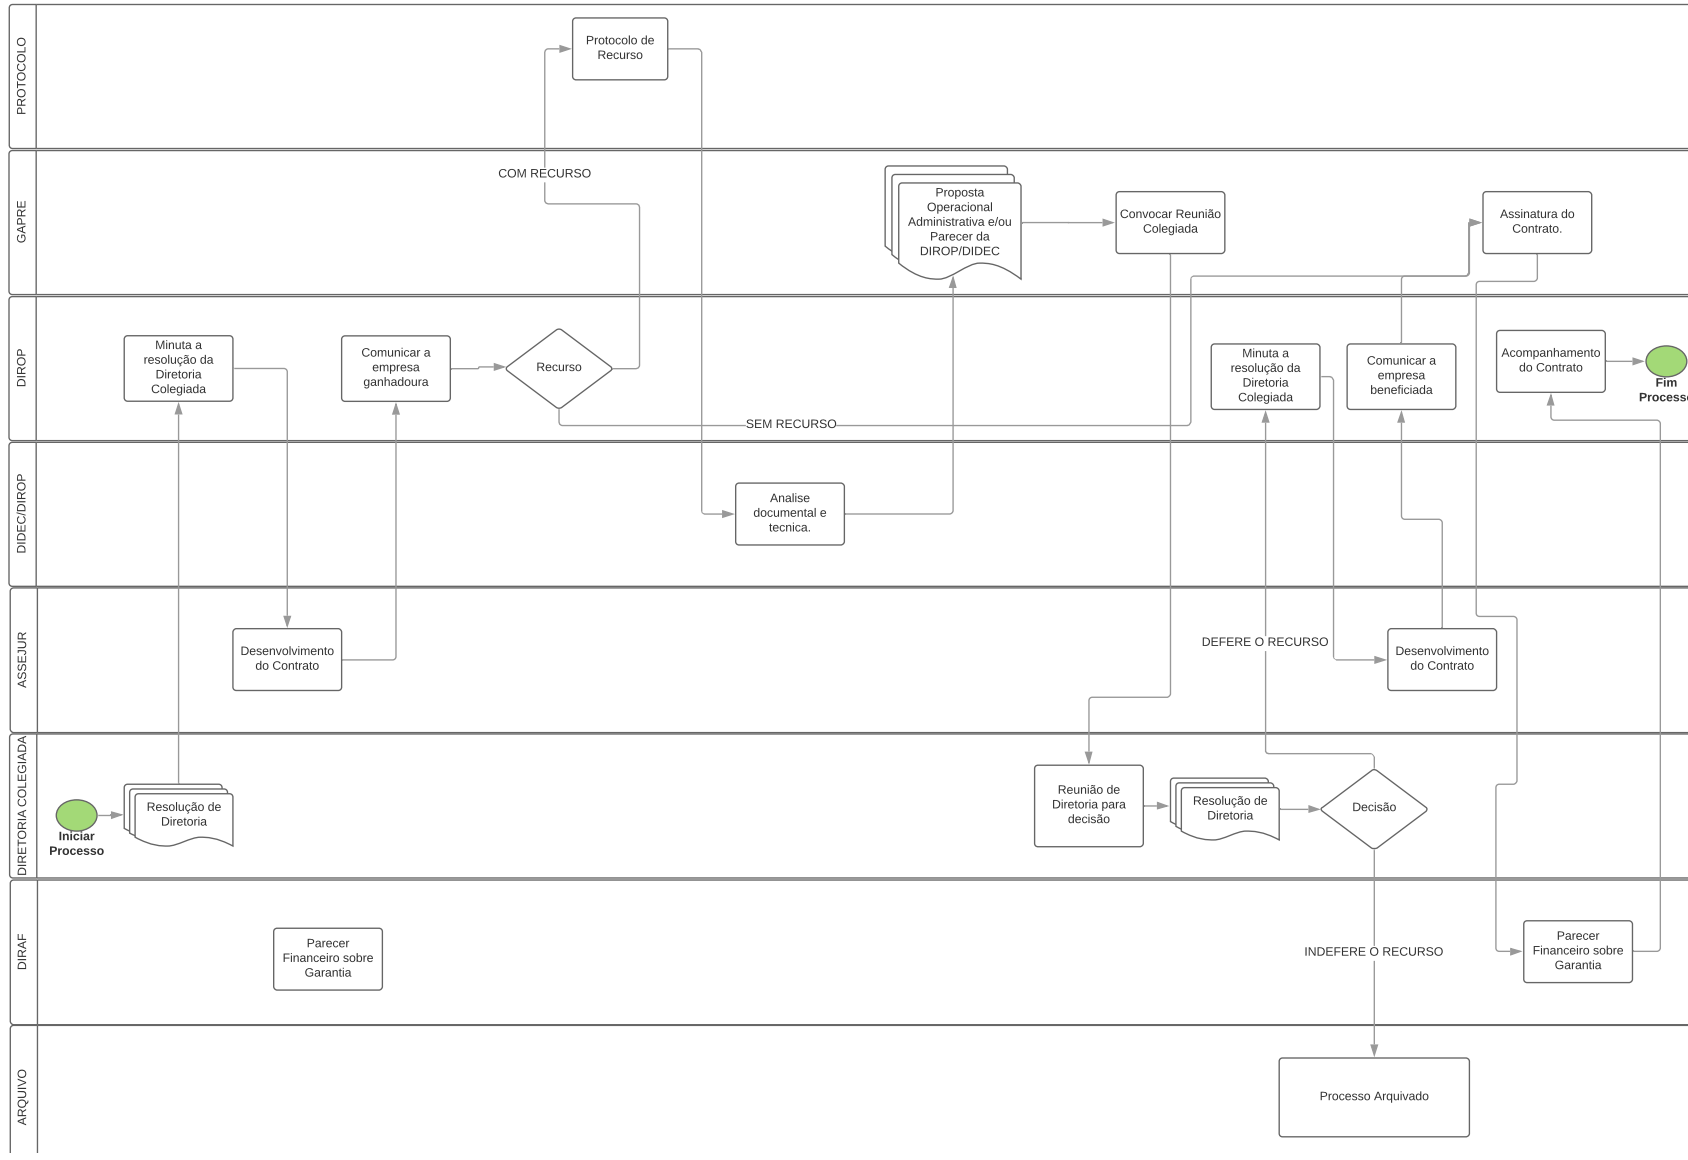 PROTOCOLO
Protocolo de
Recurso
GAPRE
COM RECURSO
Proposta
Operacional
Administrativa e/ou
Parecer da
DIROP/DIDEC
Convocar Reunião
Colegiada
Assinatura do
Contrato.
DIROP
Minuta a
resolução da
Diretoria
Colegiada
Comunicar a
empresa
ganhadoura
Recurso
SEM RECURSO
Minuta a
resolução da
Diretoria
Colegiada
Comunicar a
empresa
beneficiada
Acompanhamento
do Contrato
Fim
Processo
DIDEC/DIROP
Analise
documental e
tecnica.
ASSEJUR
Desenvolvimento
do Contrato
DEFERE O RECURSO
Desenvolvimento
do Contrato
DIRETORIA COLEGIADA
Iniciar
Processo
Resolução de
Diretoria
Reunião de
Diretoria para
decisão
Resolução de
Diretoria
Decisão
DIRAF
Parecer
Financeiro sobre
Garantia
INDEFERE O RECURSO
Parecer
Financeiro sobre
Garantia
ARQUIVO
Processo Arquivado